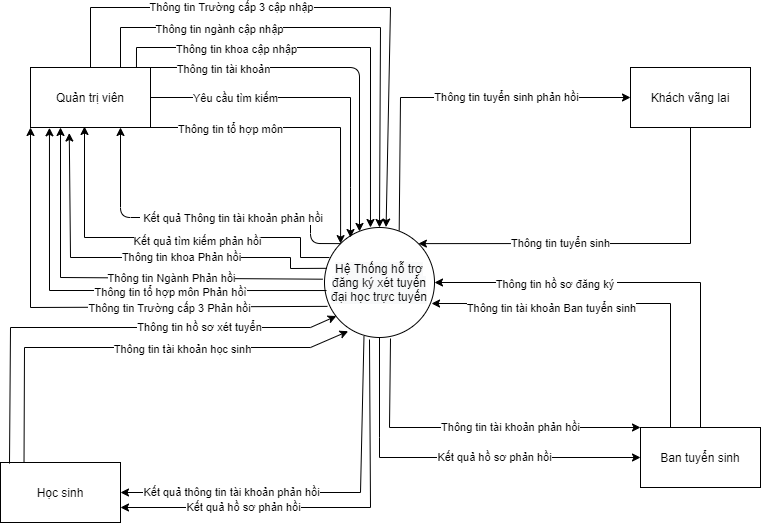 Thông tin Trường cấp 3 cập nhập
Thông tin ngành cập nhập
Thông tin khoa cập nhập
Thông tin tài khoản
Quản trị viên
Yêu cầu tìm kiếm
Thông tin tuyển sinh phản hồi
Khách vãng lai
Thông tin tổ hợp môn
Kết quả Thông tin tài khoản phản hồi
Kết quả tìm kiếm phản hồi
Thông tin tuyển sinh
Thông tin khoa Phản hồi
Hệ Thống hỗ trợ
đăng ký xét tuyển
đại học trực tuyến
Thông tin Ngành Phản hồi
Thông tin hồ sơ đăng ký
Thông tin tổ hợp môn Phản hồi
Thông tin Trường cấp 3 Phản hồi
Thông tin tài khoản Ban tuyển sinh
Thông tin hồ sơ xét tuyển
Thông tin tài khoản học sinh
Thông tin tài khoản phản hồi
Kết quả hồ sơ phản hồi
Ban tuyển sinh
Học sinh
Kết quả thông tin tài khoản phản hồi
Kết quả hồ sơ phản hồi